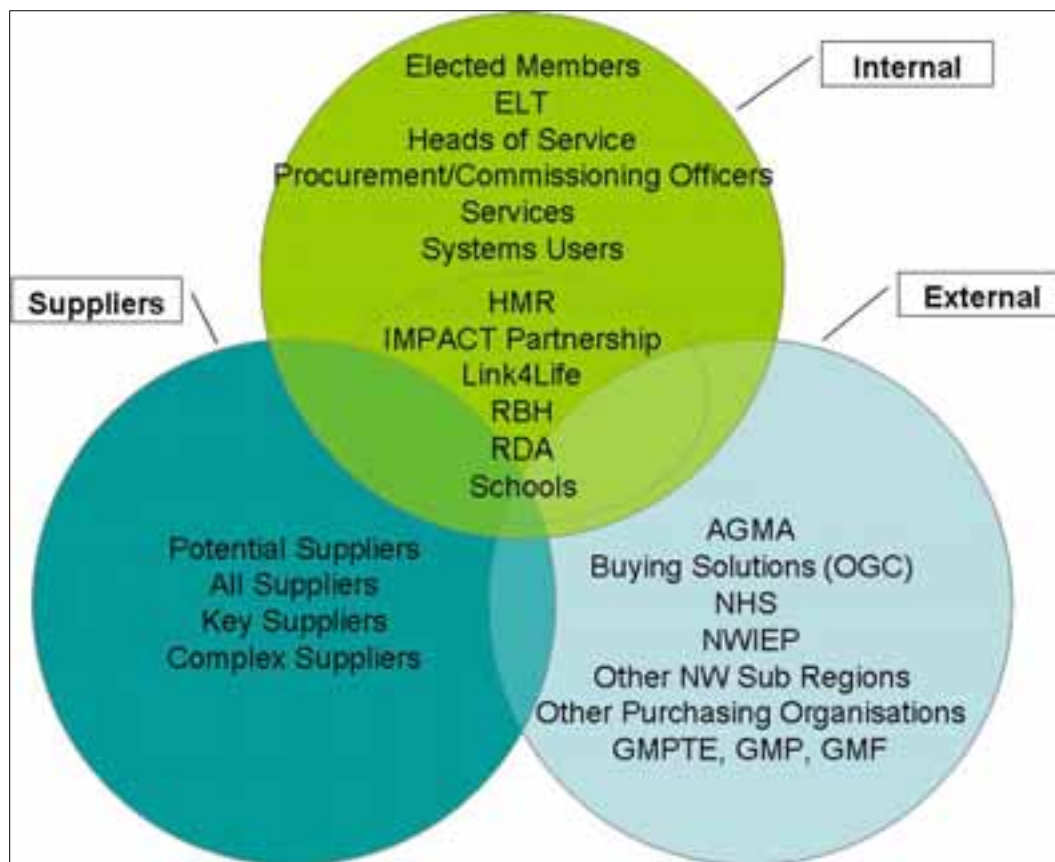 Internal
Elected Members
ELT
Heads of Service
Procurement/Commissioning Officers
Services
Systems Users
HMR
IMPACT Partnership
Link4Life
RBH
RDA
Schools
Suppliers
Potential Suppliers
All Suppliers
Key Suppliers
Complex Suppliers
External
AGMA
Buying Solutions (OGC)
NHS
NWIEP
Other NW Sub Regions
Other Purchasing Organisations
GMPTE, GMP, GMF